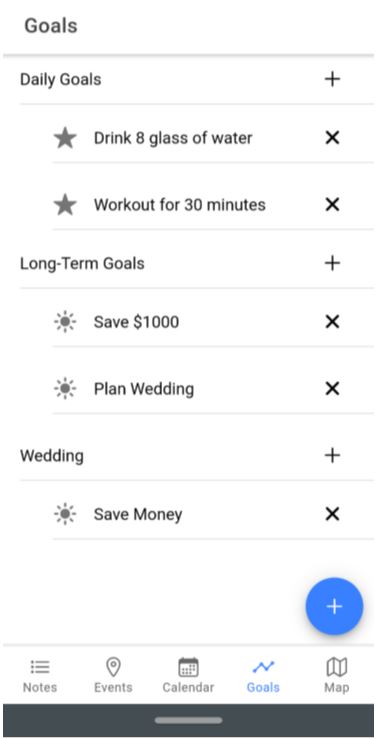 Goals
Daily Goals
Drink 8 glass of water
Workout for 30 minutes
Long-Term Goals
Save $1000
Plan Wedding
Wedding
Save Money
Notes Events Calendar Goals Map